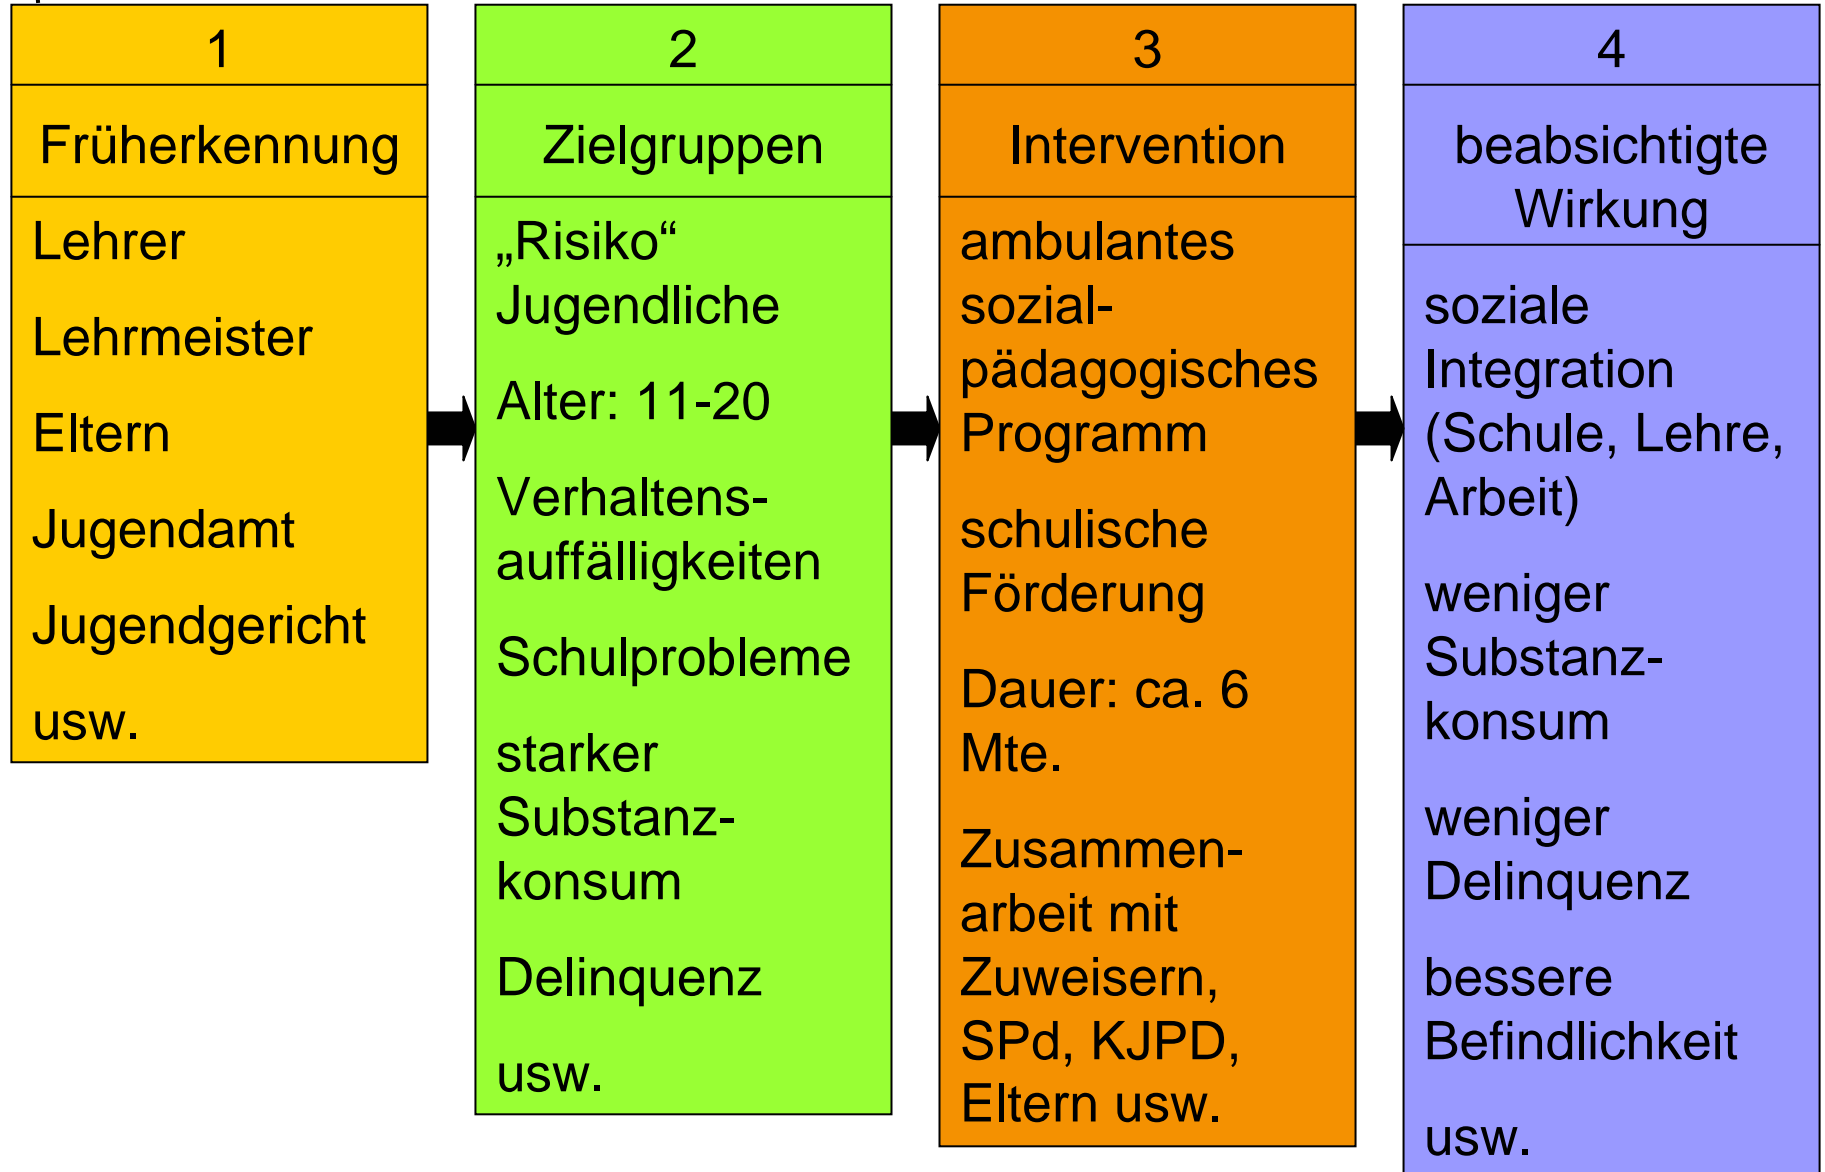 1
Früherkennung
Lehrer
Lehrmeister
Eltern
Jugendamt
Jugendgericht
usw.
2
Zielgruppen
„Risiko“
Jugendliche
Alter: 11-20
Verhaltens-
auffälligkeiten
Schulprobleme
starker
Substanz-
konsum
Delinquenz
usw.
3
Intervention
ambulantes
sozial-
pädagogisches
Programm
schulische
Förderung
Dauer: ca. 6
Mte.
Zusammen-
arbeit mit
Zuweisern,
SPd, KJPD,
Eltern usw.
4
beabsichtigte
Wirkung
soziale
Integration
(Schule, Lehre,
Arbeit)
weniger
Substanz-
konsum
weniger
Delinquenz
bessere
Befindlichkeit
usw.